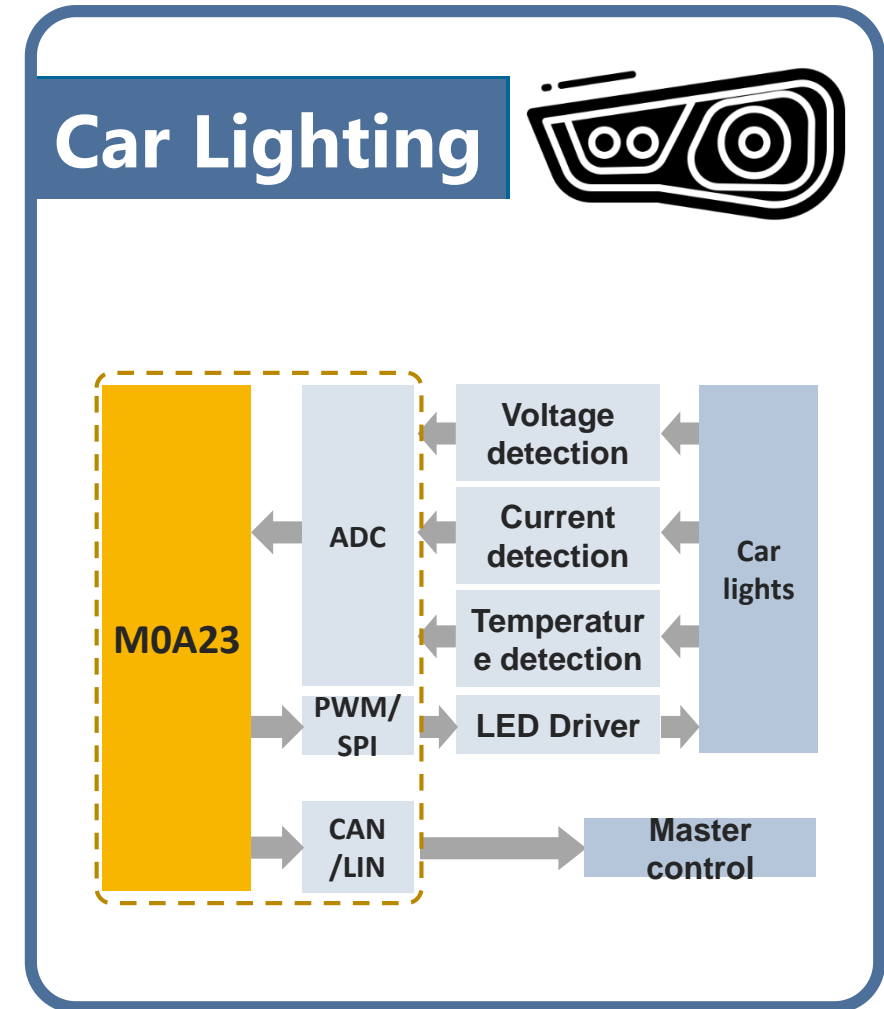 Car Lighting
Voltage
detection
Current
detection
Temperatur
e detection
ADC
Car
lights
M0A23
PWM/
SPI
LED Driver
CAN
/LIN
Master
control